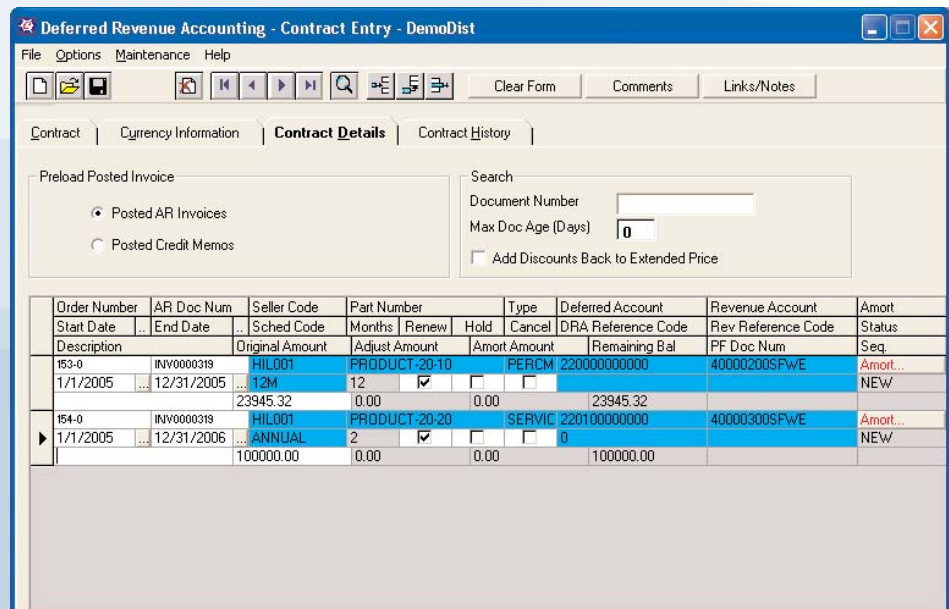 Deferred Revenue Accounting - Contract Entry - DemoDist
File Options Maintenance Help
Clear Form Comments Links/Notes
Contract Currency Information Contract Details Contract History
Preload Posted Invoice
Posted AR Invoices
Posted Credit Memos
Search
Document Number
Max Doc Age (Days) 0
Add Discounts Back to Extended Price
Order Number AR Doc Num Seller Code Part Number Type Deferred Account Revenue Account Amort
Start Date .. End Date .. Sched Code Months Renew Hold Cancel DRA Reference Code Rev Reference Code Status
Description Original Amount Adjust Amount Amort Amount Remaining Bal PF Doc Num Seq.
153-0 INV0000319 HIL001 PRODUCT-20-10 PERCM 220000000000 40000200SFWE Amort...
1/1/2005 ... 12/31/2005 ... 12M 12 NEW
23945.32 0.00 0.00 23945.32
154-0 INV0000319 HIL001 PRODUCT-20-20 SERVIC 220100000000 40000300SFWE Amort...
1/1/2005 ... 12/31/2006 ... ANNUAL 2 0 NEW
100000.00 0.00 0.00 100000.00